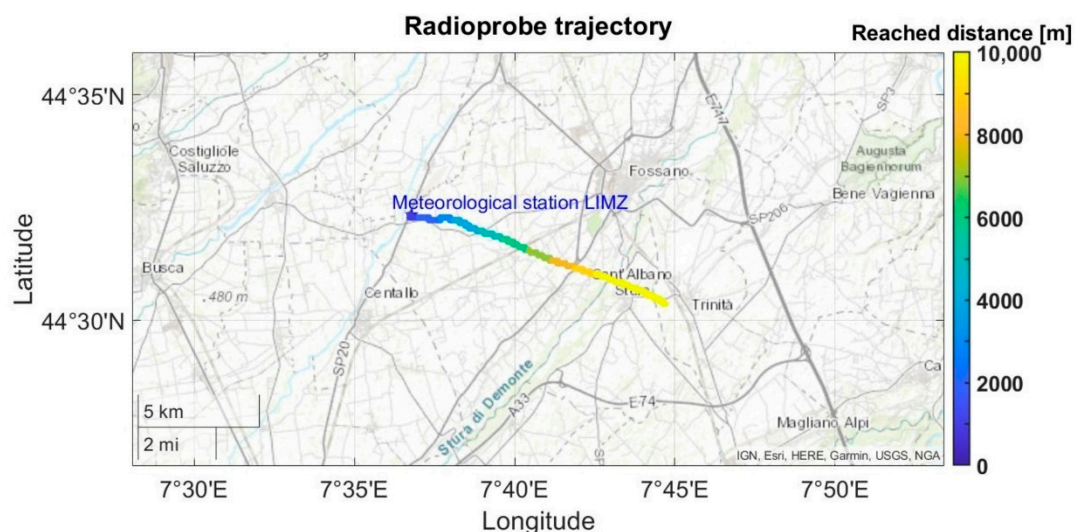 Radioprobe trajectory
Reached distance [m]
10,000
8000
6000
4000
2000
0
44°35'N
44°30'N
Latitude
7°30'E
7°35'E
7°40'E
7°45'E
7°50'E
Longitude
Meteorological station LIMZ
Costigliole
Saluzzo
Fossano
Augusta
Bagiennorum
Bene Vagienna
SP3
E74-7
SP206
Busca
480 m
Centallo
Sant'Albano
Stura
Trinità
SP20
Stura di Demonte
A33
E74
SP
Ca
Magliano Alpi
5 km
2 mi
IGN, Esri, HERE, Garmin, USGS, NGA